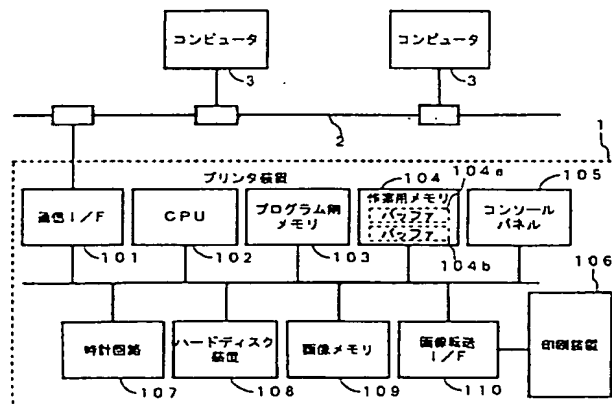 コンピュータ
3
コンピュータ
3
2
1
プリンタ装置
通信I/F
101
CPU
102
プログラム用メモリ
103
104
作業用メモリ
バッファ
104a
バッファ
104b
105
コンソールパネル
106
印刷装置
時計回路
107
ハードディスク装置
108
画像メモリ
109
画像転送I/F
110